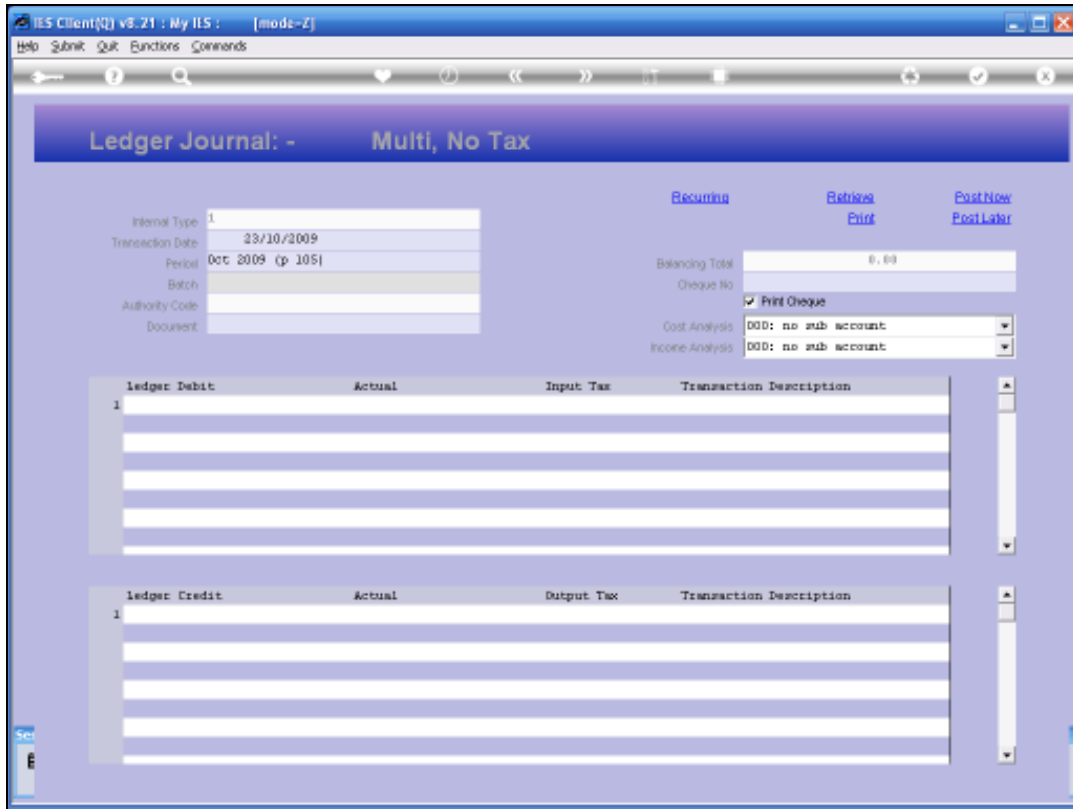 IES Client(Q) v8.21 : My IES : [mode-Z]
Help Submit Quit Functions Commands
Ledger Journal: - Multi, No Tax
Recurring Retrieve Post Now
Print Post Later
Internal Type 1
Transaction Date 23/10/2009
Period Oct 2009 (p 105)
Batch
Authority Code
Document
Balancing Total 0.00
Cheque No
Print Cheque
Cost Analysis 000: no sub account
Income Analysis 000: no sub account
Ledger Debit Actual Input Tax Transaction Description
1
Ledger Credit Actual Output Tax Transaction Description
1